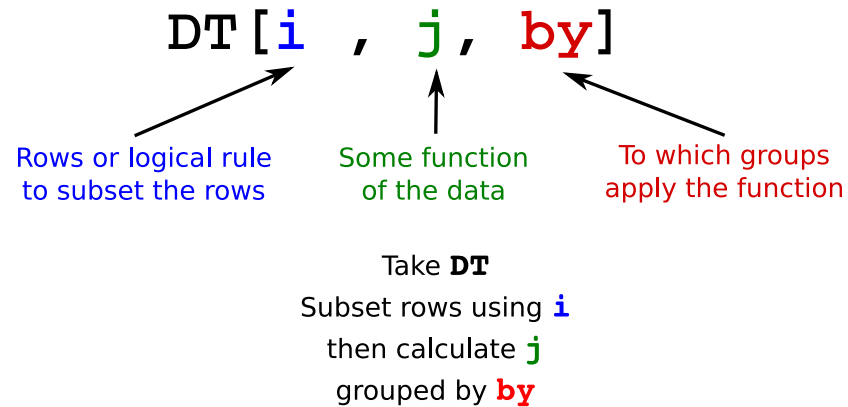 DT[i , j, by]
Rows or logical rule
to subset the rows
Some function
of the data
To which groups
apply the function
Take DT
Subset rows using i
then calculate j
grouped by by